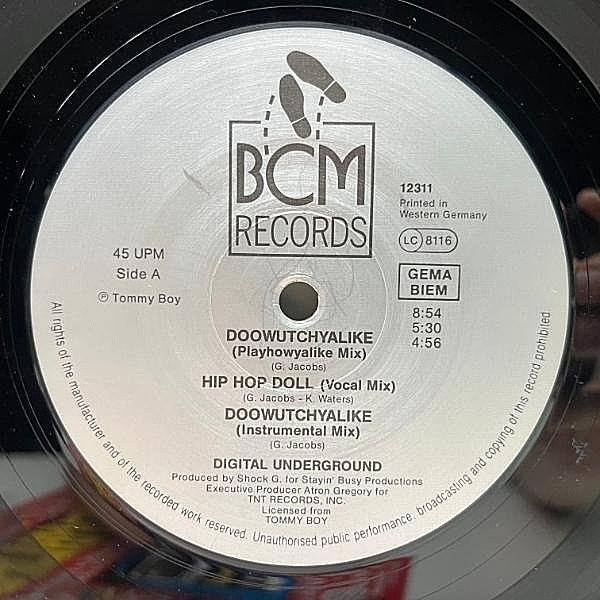 BCM
RECORDS
12311
Printed in
Western Germany
LC 8116
GEMA
BIEM
45 UPM
Side A
℗ Tommy Boy
8:54
5:30
4:56
DOOWUTCHYALIKE
(Playhowyalike Mix)
(G. Jacobs)
HIP HOP DOLL (Vocal Mix)
(G. Jacobs - K. Waters)
DOOWUTCHYALIKE
(Instrumental Mix)
(G. Jacobs)
DIGITAL UNDERGROUND
Produced by Shock G. for Stayin' Busy Productions
Executive Producer Atron Gregory for
TNT RECORDS, INC.
Licensed from
TOMMY BOY
All rights of the manufacturer and of the recorded work reserved. Unauthorised public performance, broadcasting and copying of this record prohibited